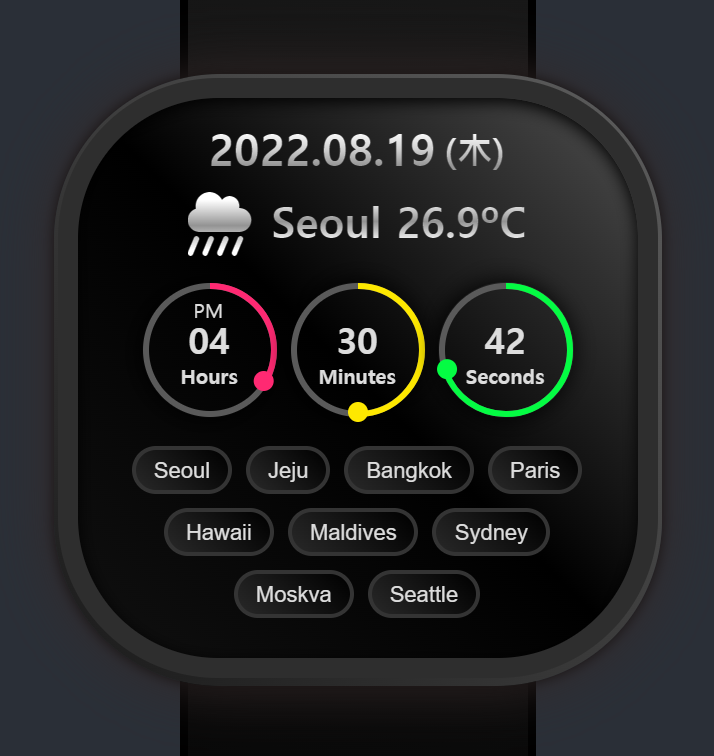 2022.08.19 (木)
Seoul 26.9ºC
PM
04
Hours
30
Minutes
42
Seconds
Seoul Jeju Bangkok Paris
Hawaii Maldives Sydney
Moskva Seattle